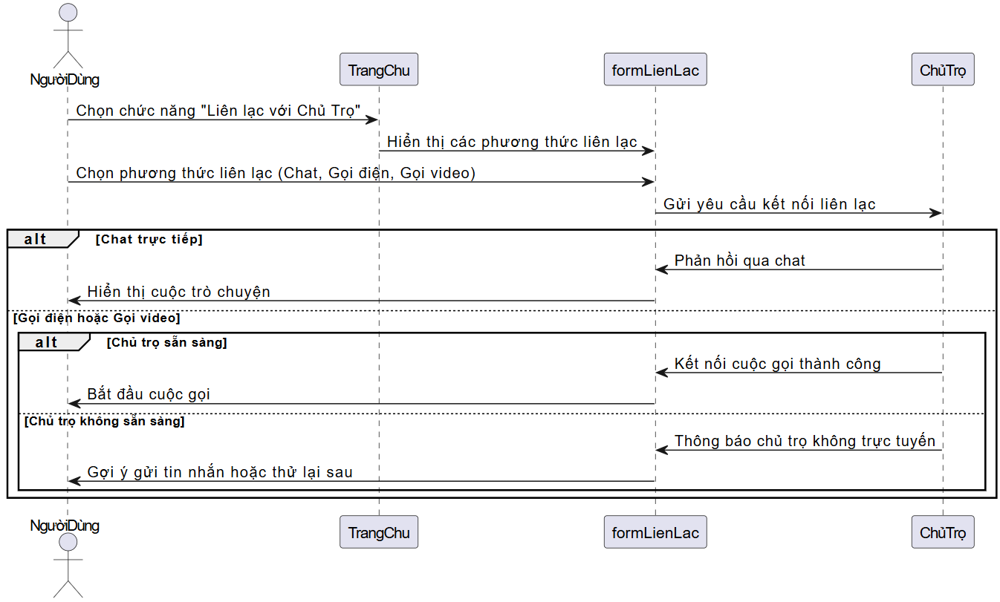 NgườiDùng
TrangChu
formLienLac
ChủTrọ
Chọn chức năng "Liên lạc với Chủ Trọ"
Hiển thị các phương thức liên lạc
Chọn phương thức liên lạc (Chat, Gọi điện, Gọi video)
Gửi yêu cầu kết nối liên lạc
alt [Chat trực tiếp]
Phản hồi qua chat
Hiển thị cuộc trò chuyện
[Gọi điện hoặc Gọi video]
alt [Chủ trọ sẵn sàng]
Kết nối cuộc gọi thành công
Bắt đầu cuộc gọi
[Chủ trọ không sẵn sàng]
Thông báo chủ trọ không trực tuyến
Gợi ý gửi tin nhắn hoặc thử lại sau
NgườiDùng
TrangChu
formLienLac
ChủTrọ